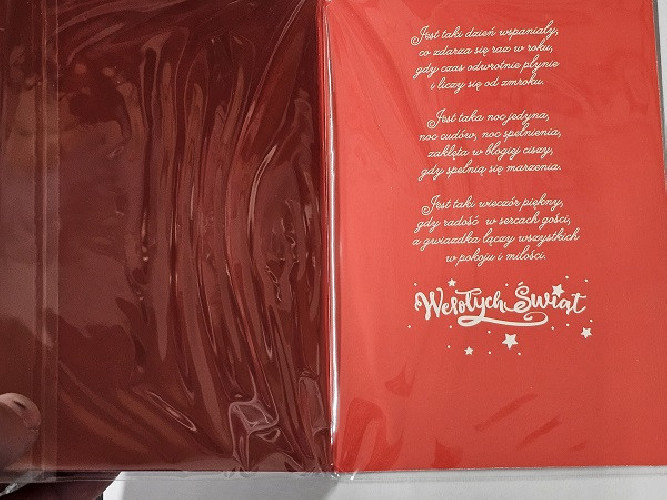 Jest taki dzień wspaniały,
co zdarza się raz w roku,
gdy czas odwrotnie płynie
i liczy się od zmroku.
Jest taka noc jedyna,
noc cudów, noc spełnienia,
zaklęta w błogiej ciszy,
gdy spełnią się marzenia.
Jest taki wieczór piękny,
gdy radość w sercach gości,
a gwiazdka łączy wszystkich
w pokoju i miłości.
Wesołych Świąt